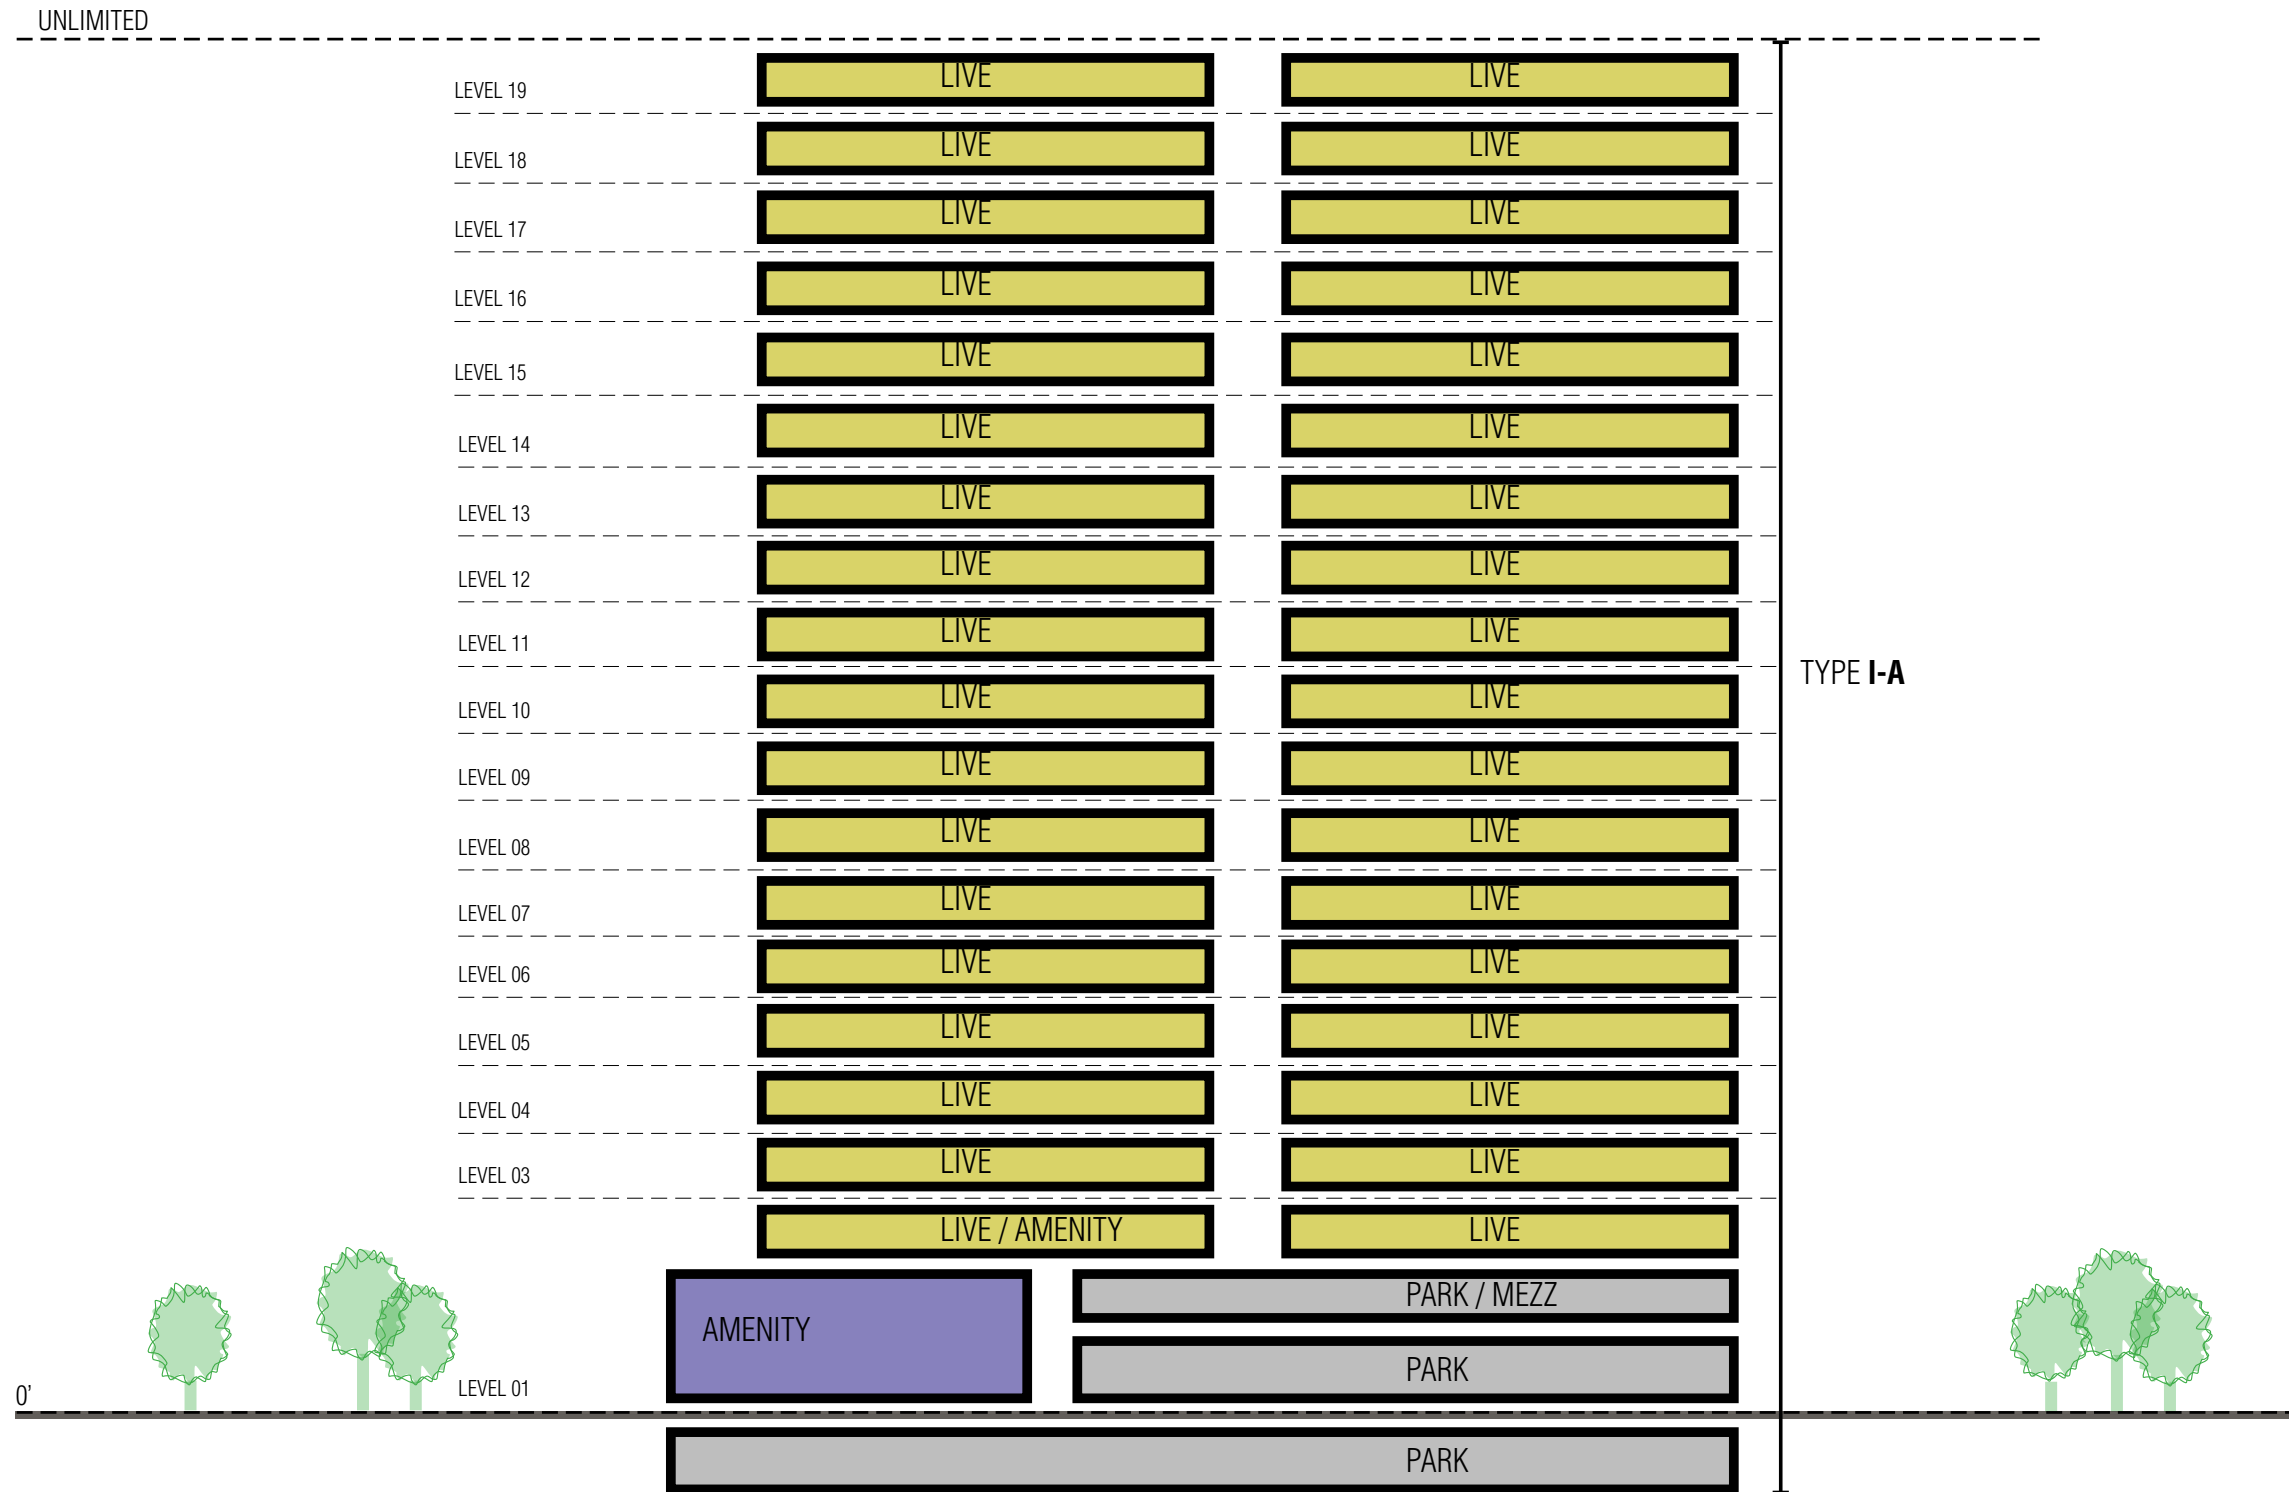 UNLIMITED
LEVEL 19 LIVE LIVE
LEVEL 18 LIVE LIVE
LEVEL 17 LIVE LIVE
LEVEL 16 LIVE LIVE
LEVEL 15 LIVE LIVE
LEVEL 14 LIVE LIVE
LEVEL 13 LIVE LIVE
LEVEL 12 LIVE LIVE
LEVEL 11 LIVE LIVE
TYPE I-A
LEVEL 10 LIVE LIVE
LEVEL 09 LIVE LIVE
LEVEL 08 LIVE LIVE
LEVEL 07 LIVE LIVE
LEVEL 06 LIVE LIVE
LEVEL 05 LIVE LIVE
LEVEL 04 LIVE LIVE
LEVEL 03 LIVE LIVE
LIVE / AMENITY LIVE
PARK / MEZZ
AMENITY
PARK
LEVEL 01
0'
PARK